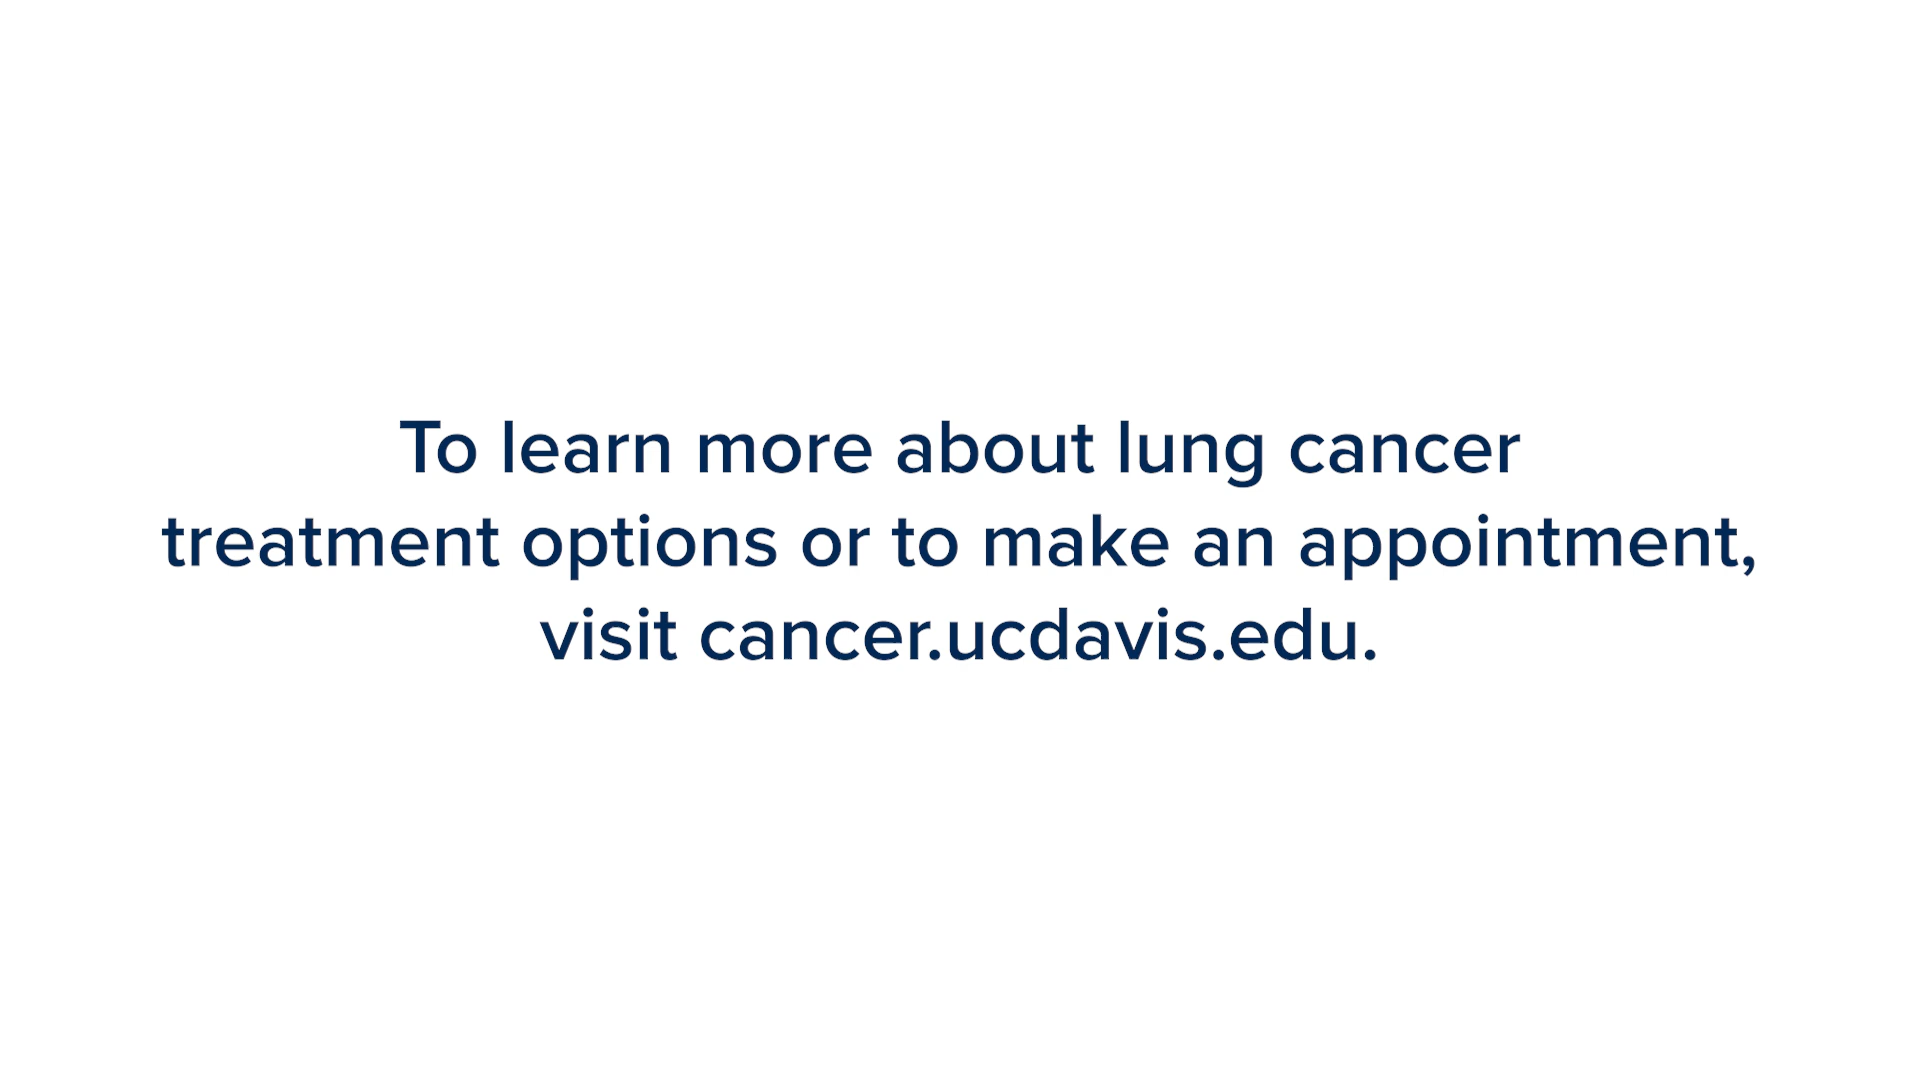 To learn more about lung cancer
treatment options or to make an appointment,
visit cancer.ucdavis.edu.